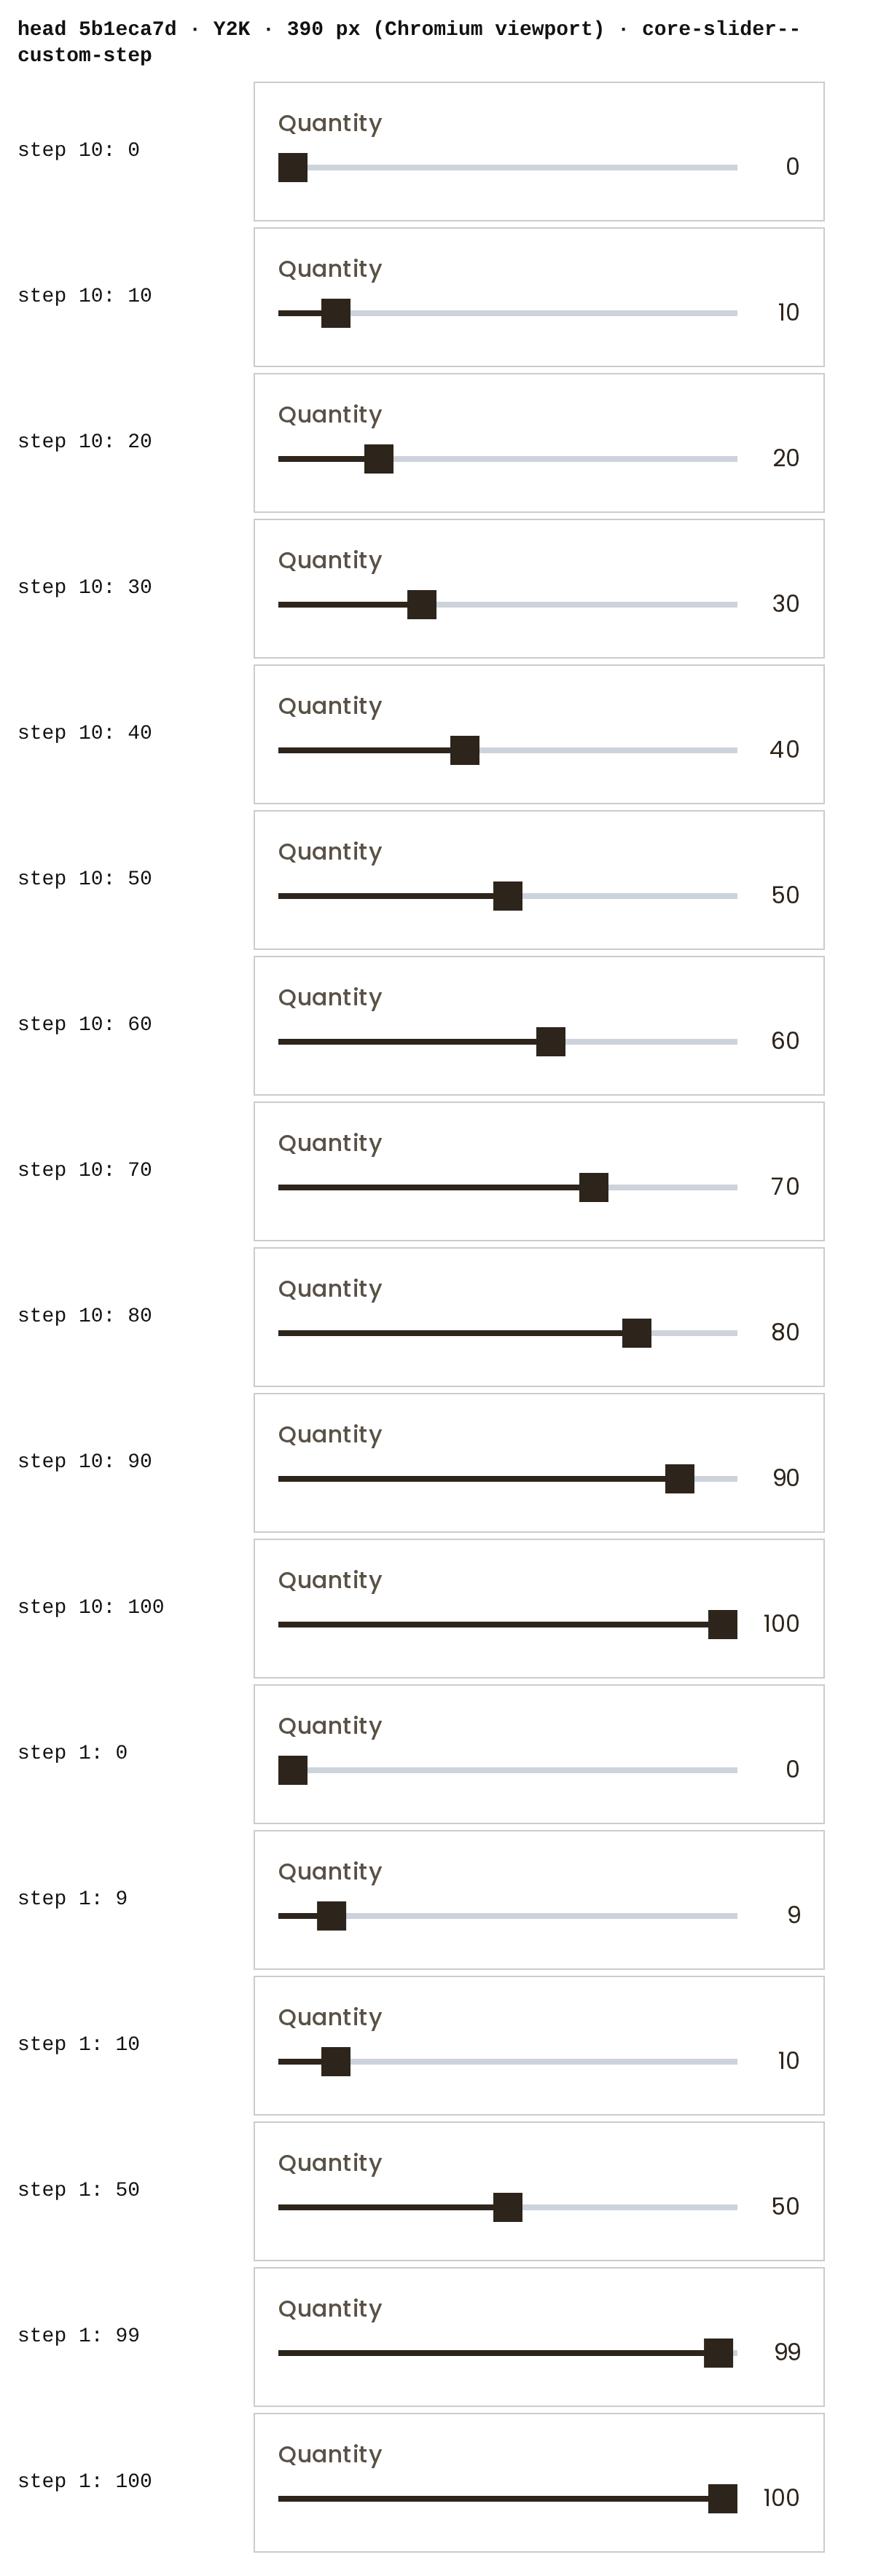 head 5b1eca7d · Y2K · 390 px (Chromium viewport) · core-slider--
custom-step
Quantity
step 10: 0
0
Quantity
step 10: 10
10
Quantity
step 10: 20
20
Quantity
step 10: 30
30
Quantity
step 10: 40
40
Quantity
step 10: 50
50
Quantity
step 10: 60
60
Quantity
step 10: 70
70
Quantity
step 10: 80
80
Quantity
step 10: 90
90
Quantity
step 10: 100
100
Quantity
step 1: 0
0
Quantity
step 1: 9
9
Quantity
step 1: 10
10
Quantity
step 1: 50
50
Quantity
step 1: 99
99
Quantity
step 1: 100
100